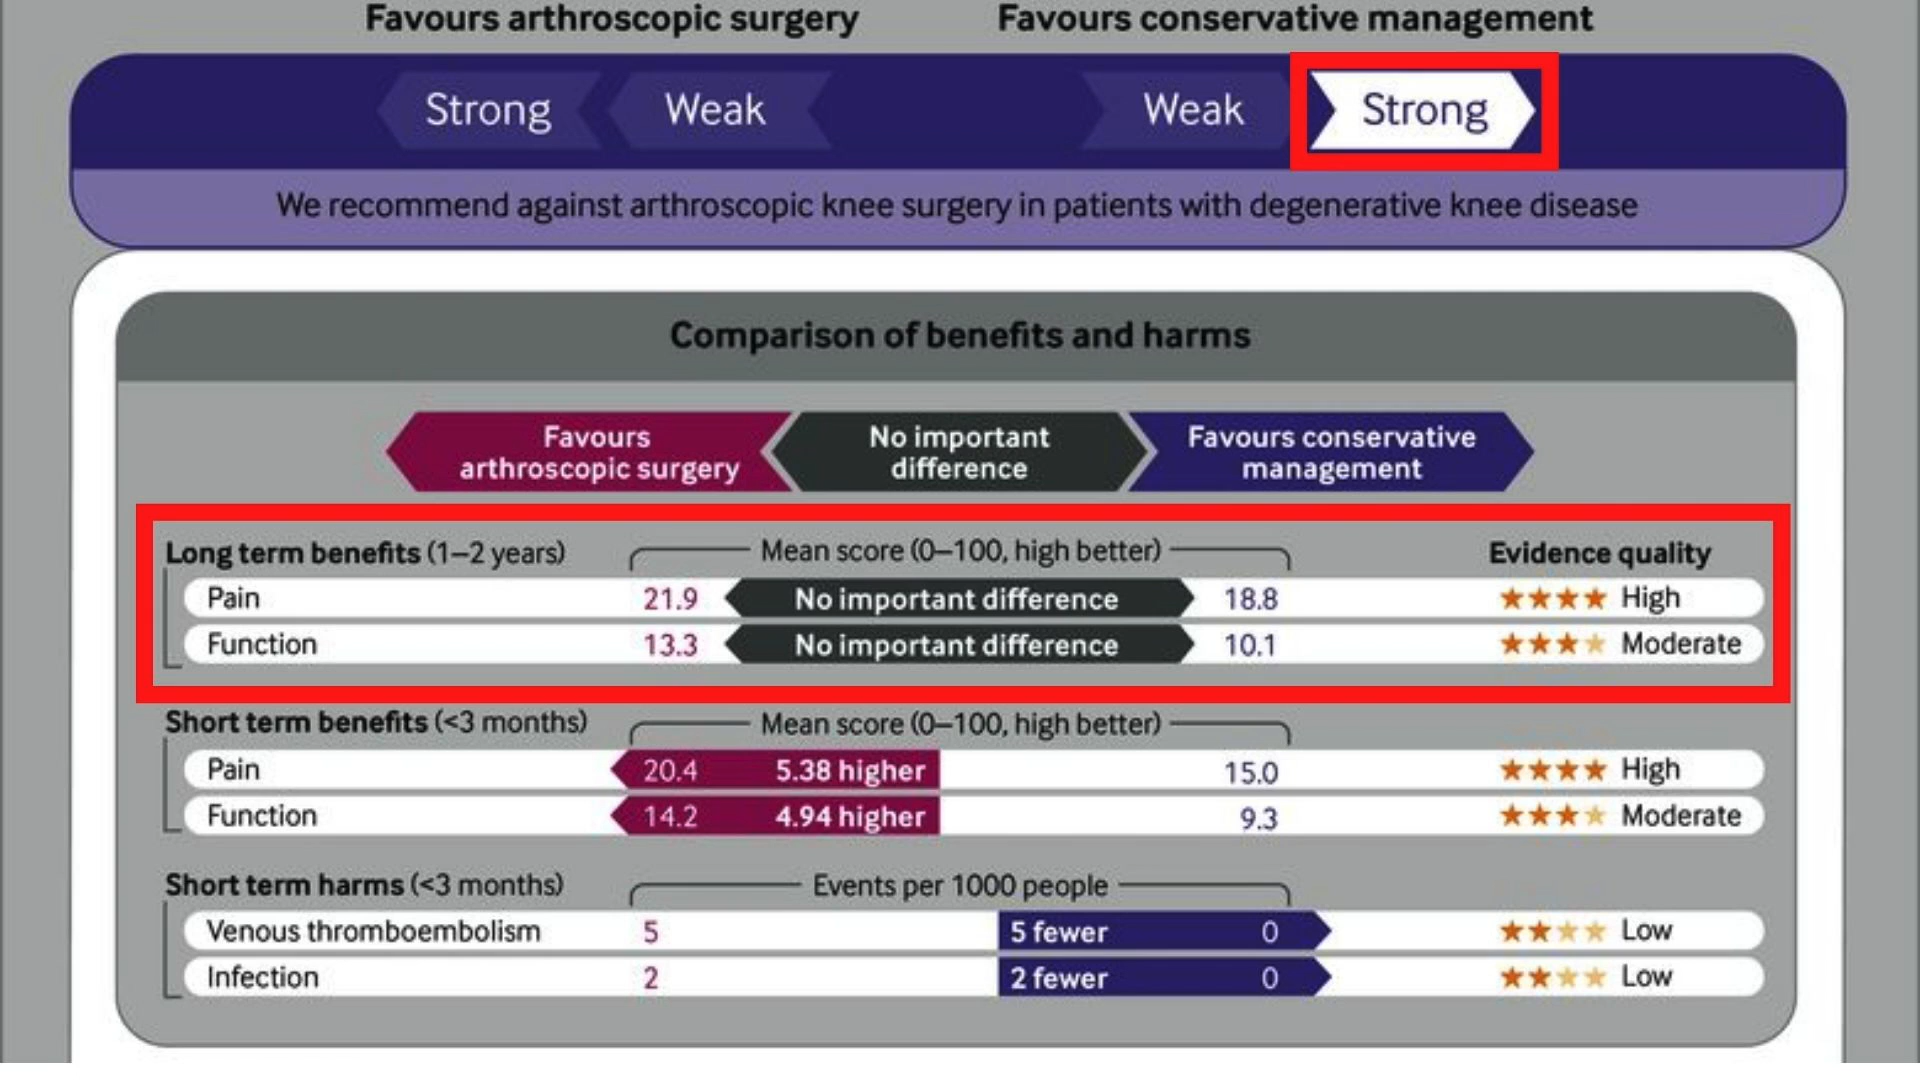 Favours arthroscopic surgery
Favours conservative management
Strong
Weak
Weak
Strong
We recommend against arthroscopic knee surgery in patients with degenerative knee disease
Comparison of benefits and harms
Favours
arthroscopic surgery
No important
difference
Favours conservative
management
Long term benefits (1–2 years)
Mean score (0–100, high better)
Evidence quality
Pain 21.9 No important difference 18.8 High
Function 13.3 No important difference 10.1 Moderate
Short term benefits (<3 months)
Mean score (0–100, high better)
Pain 20.4 5.38 higher 15.0 High
Function 14.2 4.94 higher 9.3 Moderate
Short term harms (<3 months)
Events per 1000 people
Venous thromboembolism 5 5 fewer 0 Low
Infection 2 2 fewer 0 Low